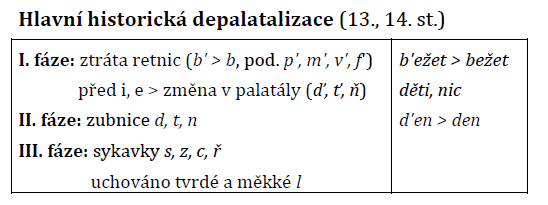 Hlavní historická depalatalizace (13., 14. st.)
I. fáze: ztráta retnic (b' > b, pod. p', m', v', f') b'ežet > bežet
před i, e > změna v palatály (ď, ť, ň) děti, nic
II. fáze: zubnice d, t, n d'en > den
III. fáze: sykavky s, z, c, ř
uchováno tvrdé a měkké l